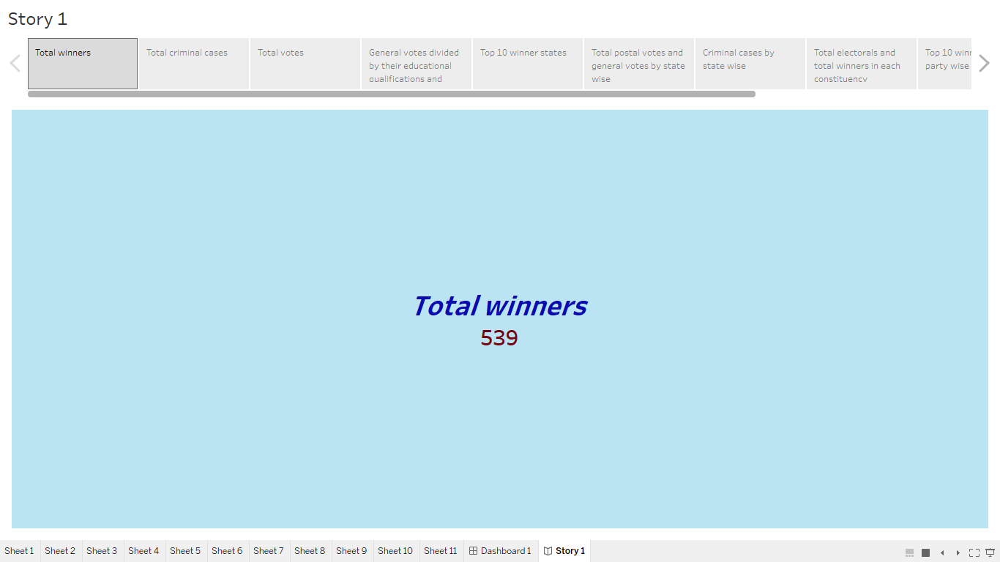 Story 1
Total winners
Total criminal cases
Total votes
General votes divided
by their educational
qualifications and
Top 10 winner states
Total postal votes and
general votes by state
wise
Criminal cases by
state wise
Total electorals and
total winners in each
constituency
Top 10
party wise
Total winners
539
Sheet 1
Sheet 2
Sheet 3
Sheet 4
Sheet 5
Sheet 6
Sheet 7
Sheet 8
Sheet 9
Sheet 10
Sheet 11
Dashboard 1
Story 1